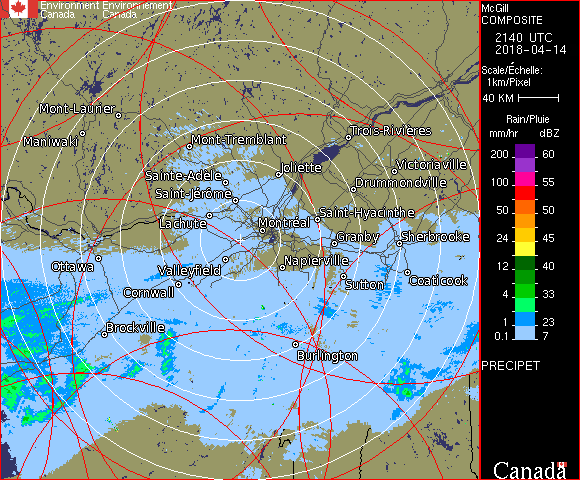 Environment Environnement
Canada Canada
McGill
COMPOSITE
2140 UTC
2018-04-14
Scale/Échelle:
1km/Pixel
40 KM
Rain/Pluie
mm/hr dBZ
200 60
100 55
50 50
24 45
12 40
4 33
1 23
0.1 7
PRECIPET
Canada
Mont-Laurier
Maniwaki
Mont-Tremblant
Trois-Rivières
Sainte-Adèle
Joliette
Victoriaville
Saint-Jérôme
Drummondville
Lachute
Montréal
Saint-Hyacinthe
Granby
Sherbrooke
Ottawa
Valleyfield
Napierville
Cornwall
Sutton
Coaticook
Brockville
Burlington